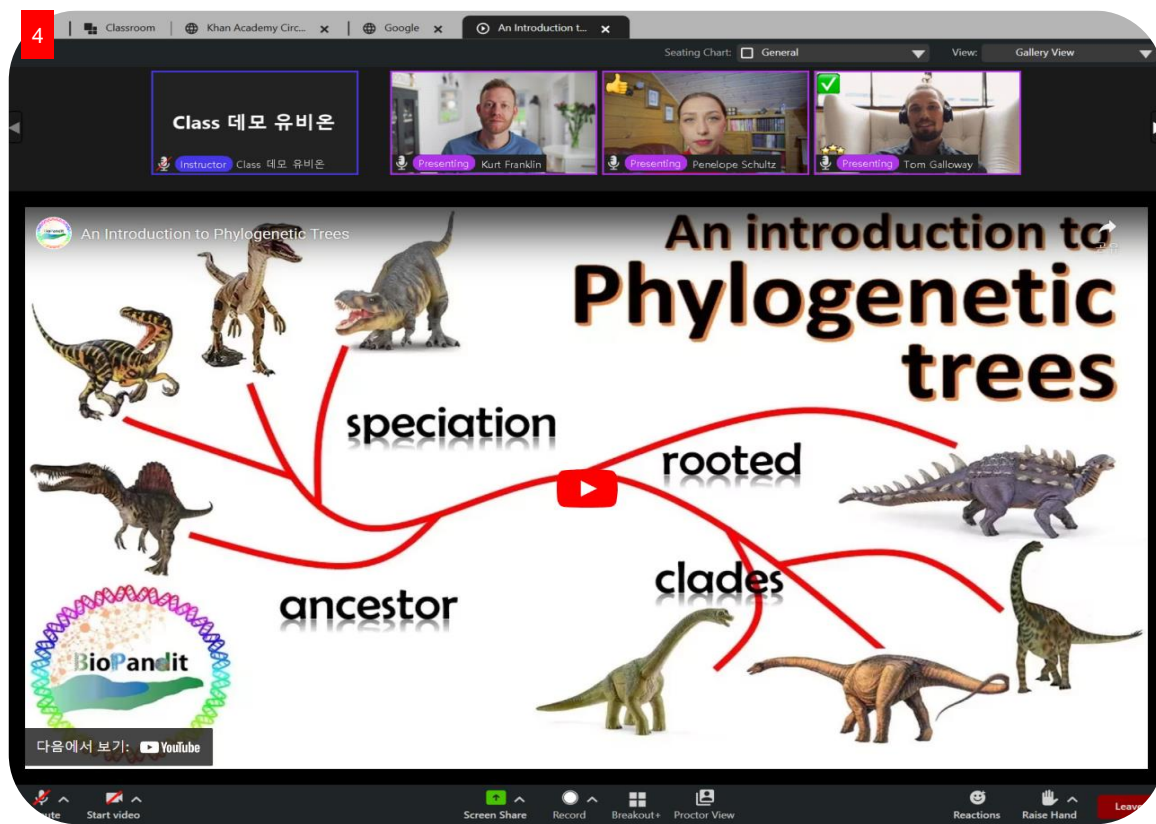 4
Classroom
Khan Academy Circ...
Google
An Introduction t...
Seating Chart: General
View: Gallery View
Class 데모 유비온
Instructor Class 데모 유비온
Presenting Kurt Franklin
Presenting Penelope Schultz
Presenting Tom Galloway
An Introduction to Phylogenetic Trees
공유
An introduction to
Phylogenetic
trees
speciation
rooted
clades
ancestor
BioPandit
다음에서 보기: YouTube
Start video
Screen Share
Record
Breakout+
Proctor View
Reactions
Raise Hand
Leave